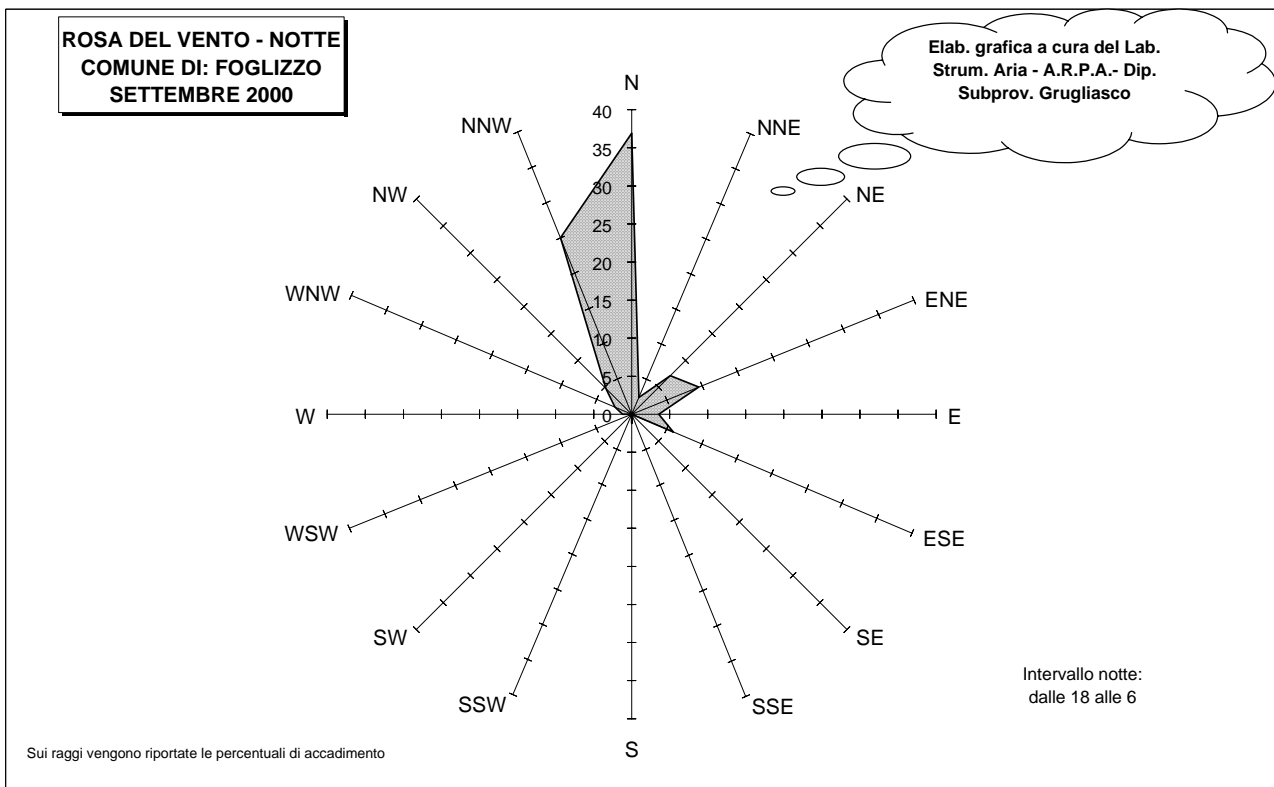 ROSA DEL VENTO - NOTTE
COMUNE DI: FOGLIZZO
SETTEMBRE 2000
Elab. grafica a cura del Lab.
Strum. Aria - A.R.P.A.- Dip.
Subprov. Grugliasco
N
NNE
NE
ENE
E
ESE
SE
SSE
S
SSW
SW
WSW
W
WNW
NW
NNW
40
35
30
25
20
15
10
5
0
Intervallo notte:
dalle 18 alle 6
Sui raggi vengono riportate le percentuali di accadimento